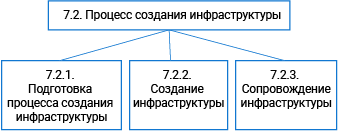 7.2. Процесс создания инфраструктуры
7.2.1.
Подготовка
процесса создания
инфраструктуры
7.2.2.
Создание
инфраструктуры
7.2.3.
Сопровождение
инфраструктуры